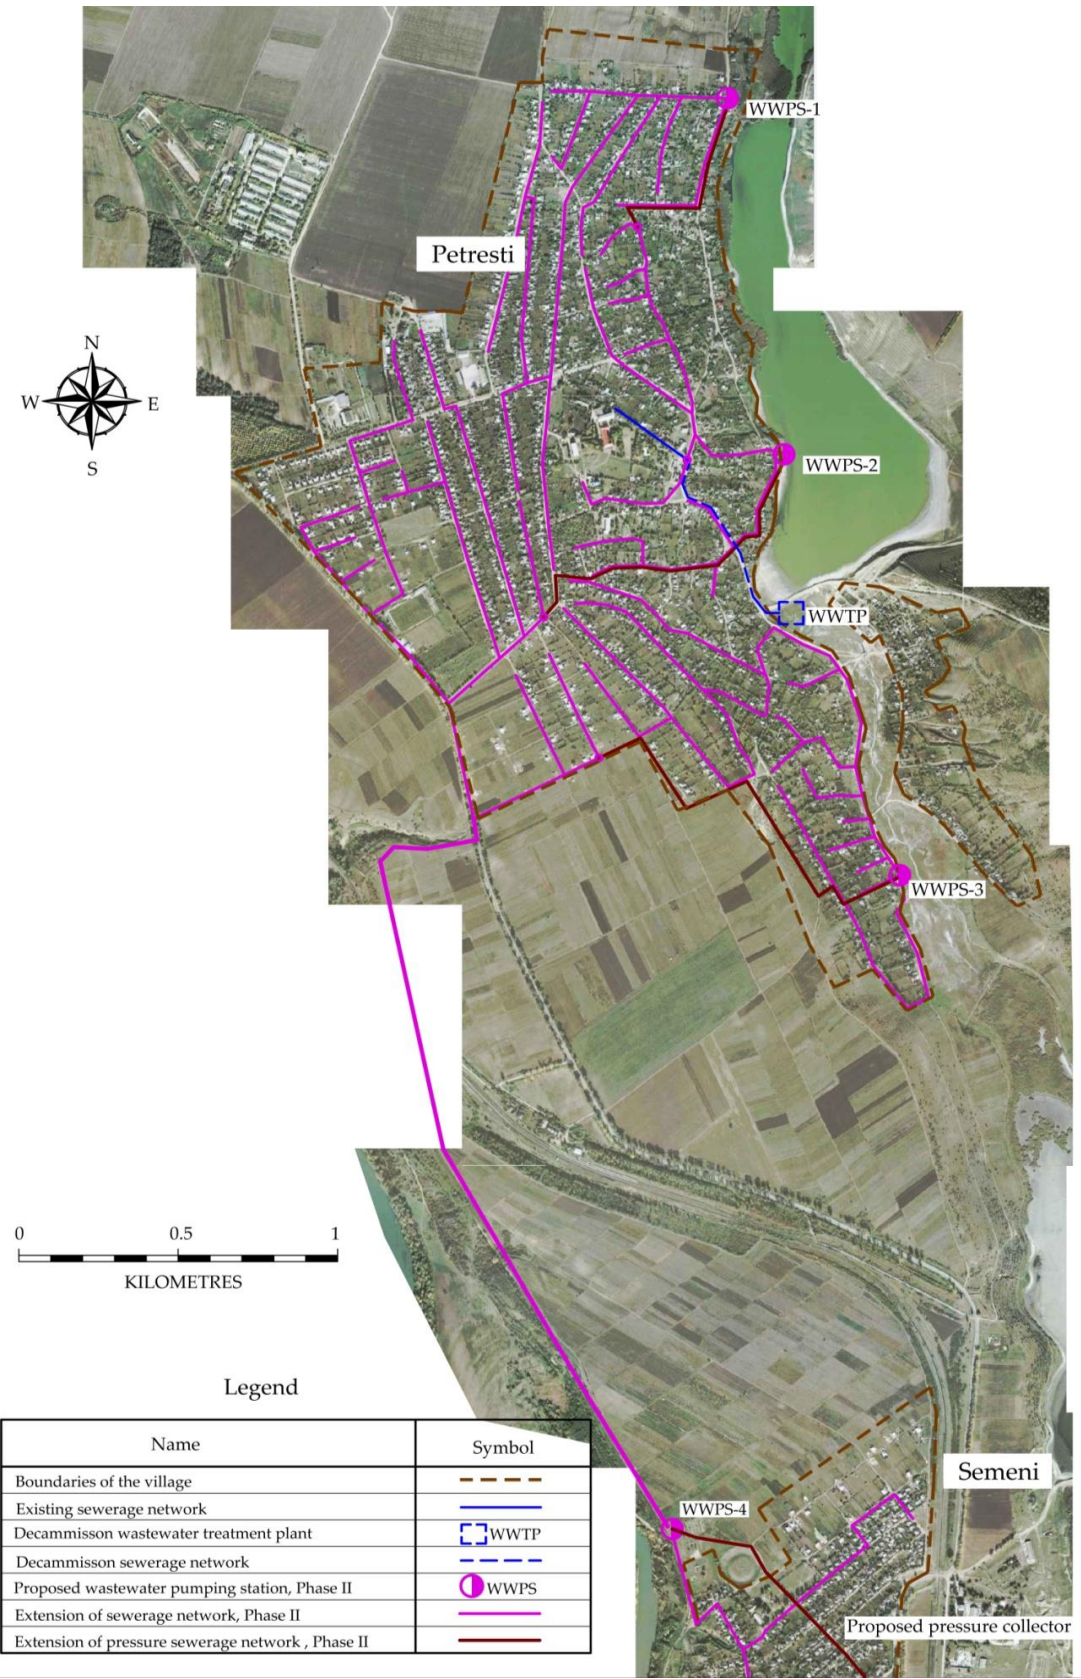 WWPS-1
Petresti
N
W E
S
WWPS-2
WWTP
WWPS-3
0 0.5 1
KILOMETRES
Legend
Name Symbol
Boundaries of the village
Existing sewerage network
Decammisson wastewater treatment plant WWTP
Decammisson sewerage network
Proposed wastewater pumping station, Phase II WWPS
Extension of sewerage network, Phase II
Extension of pressure sewerage network , Phase II
Semeni
WWPS-4
Proposed pressure collector